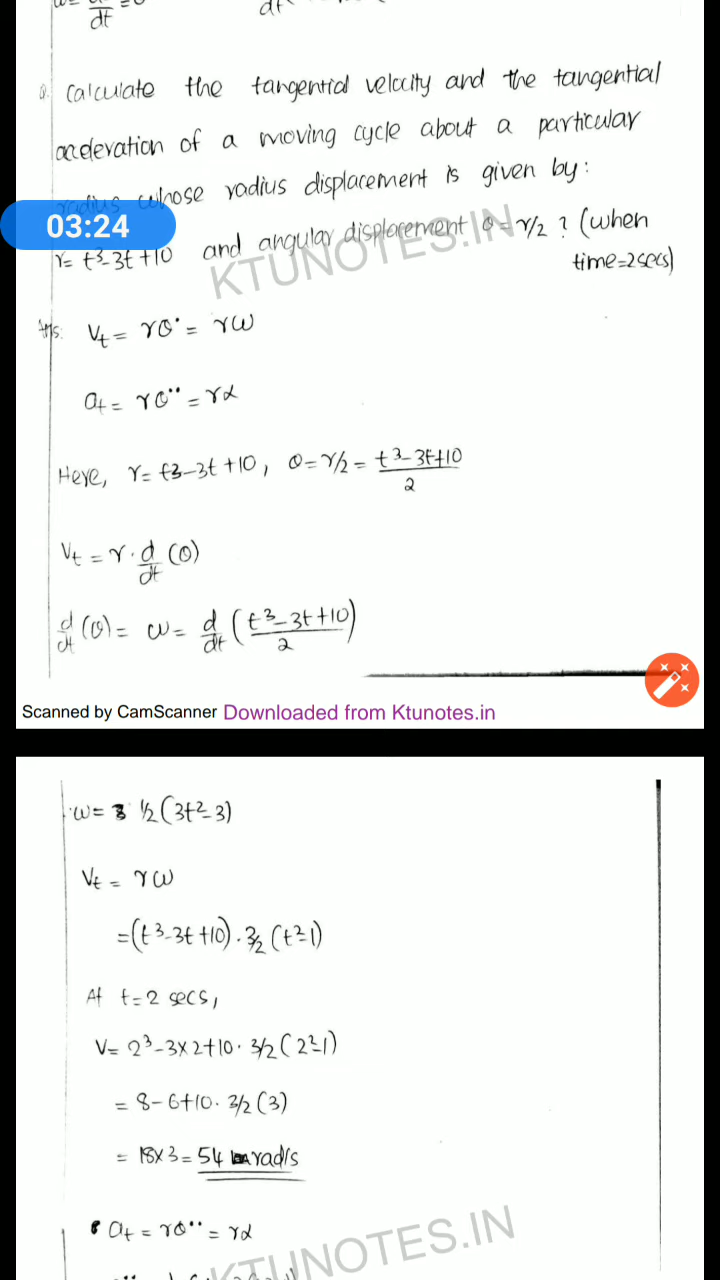 dt
dt
Q. Calculate the tangential velocity and the tangential
acceleration of a moving cycle about a particular
radius whose radius displacement is given by:
03:24
r= t³-3t+10 and angular displacement θ=r/2 ? (when
time=2secs)
KTUNOTES.IN
Ans: Vt = rθ˙ = rω
at = rθ¨ = rα
Here, r= t3-3t+10, θ=r/2 = t³-3t+10/2
Vt = r. d/dt (θ)
d/dt (θ) = ω = d/dt (t³-3t+10/2)
Scanned by CamScanner Downloaded from Ktunotes.in
ω= 3 1/2(3t²-3)
Vt = rω
=(t³-3t+10).3/2(t²-1)
At t=2 secs,
V= 2³-3x2+10. 3/2(2²-1)
= 8-6+10. 3/2(3)
= 18x3 = 54 rad/s
at = rθ¨ = rα
KTUNOTES.IN